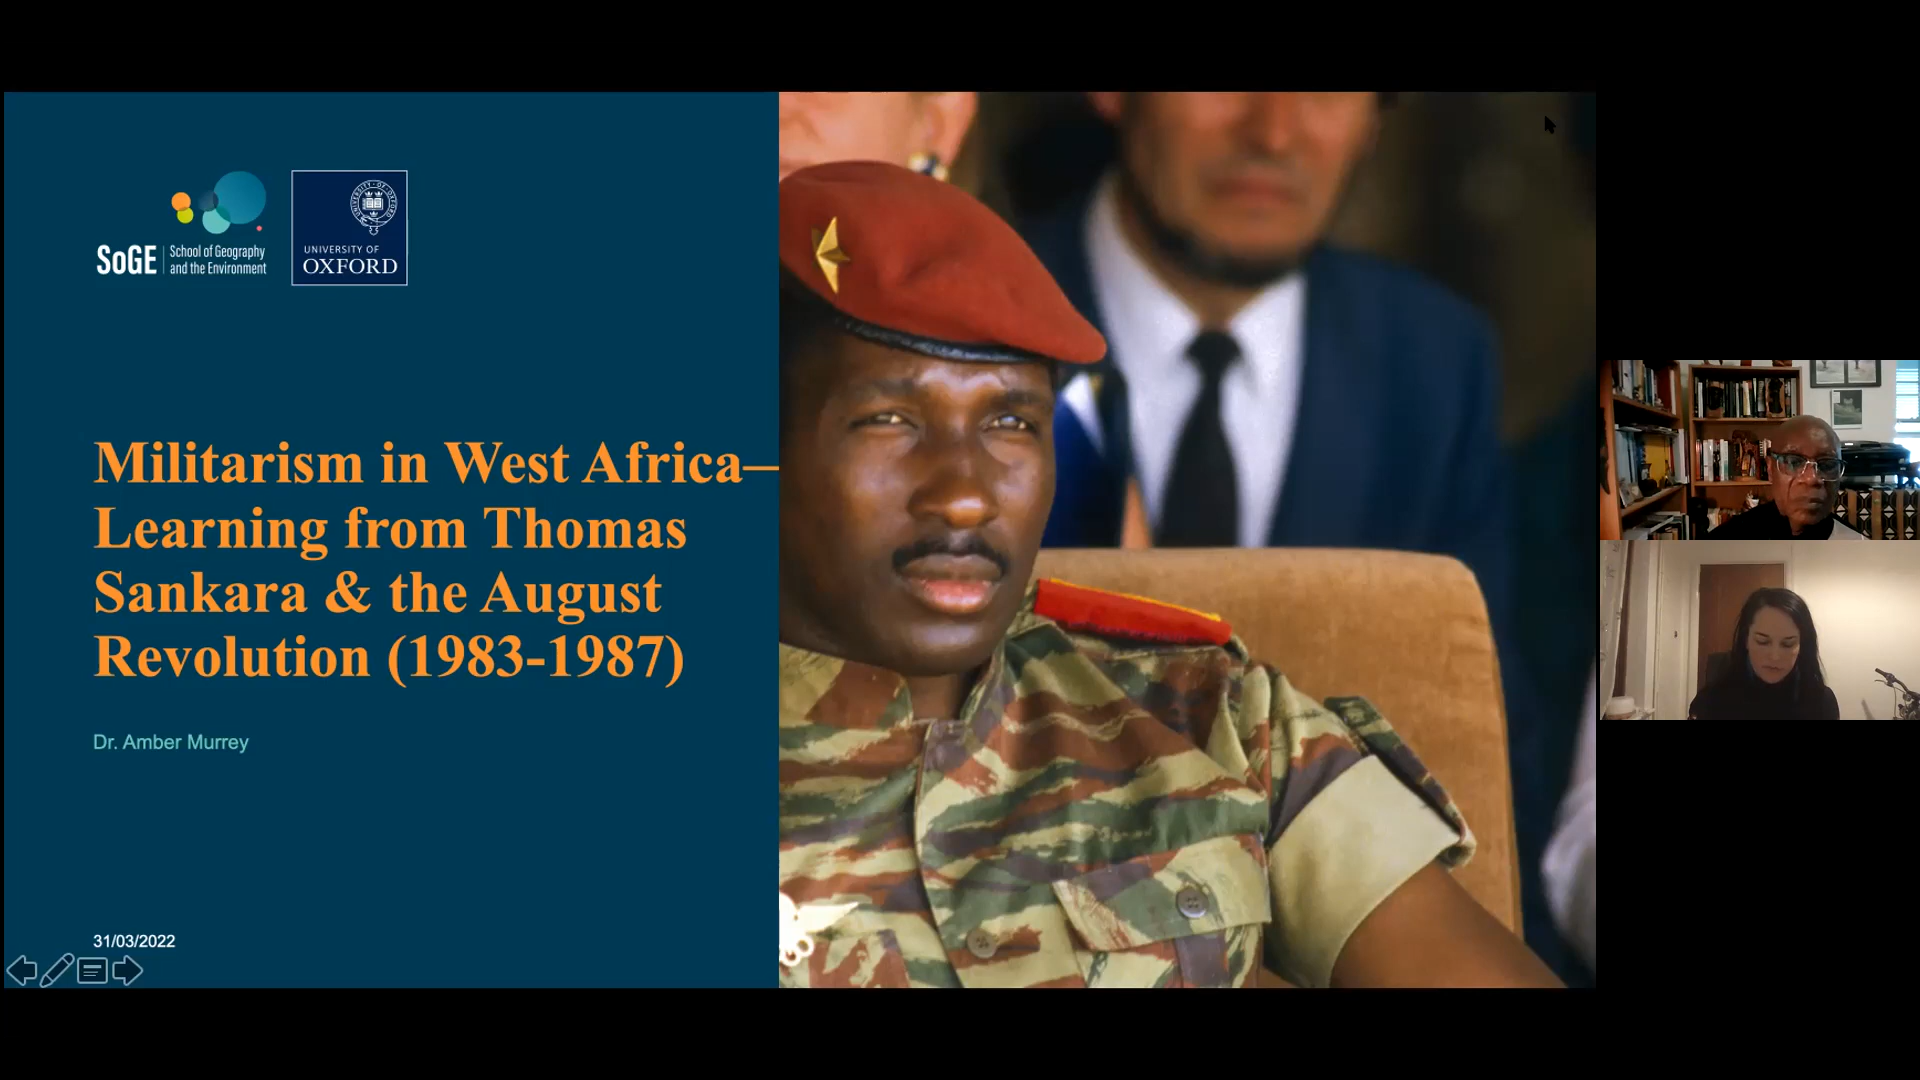 SoGE
School of Geography
and the Environment
UNIVERSITY OF
OXFORD
Militarism in West Africa—
Learning from Thomas
Sankara & the August
Revolution (1983-1987)
Dr. Amber Murrey
31/03/2022